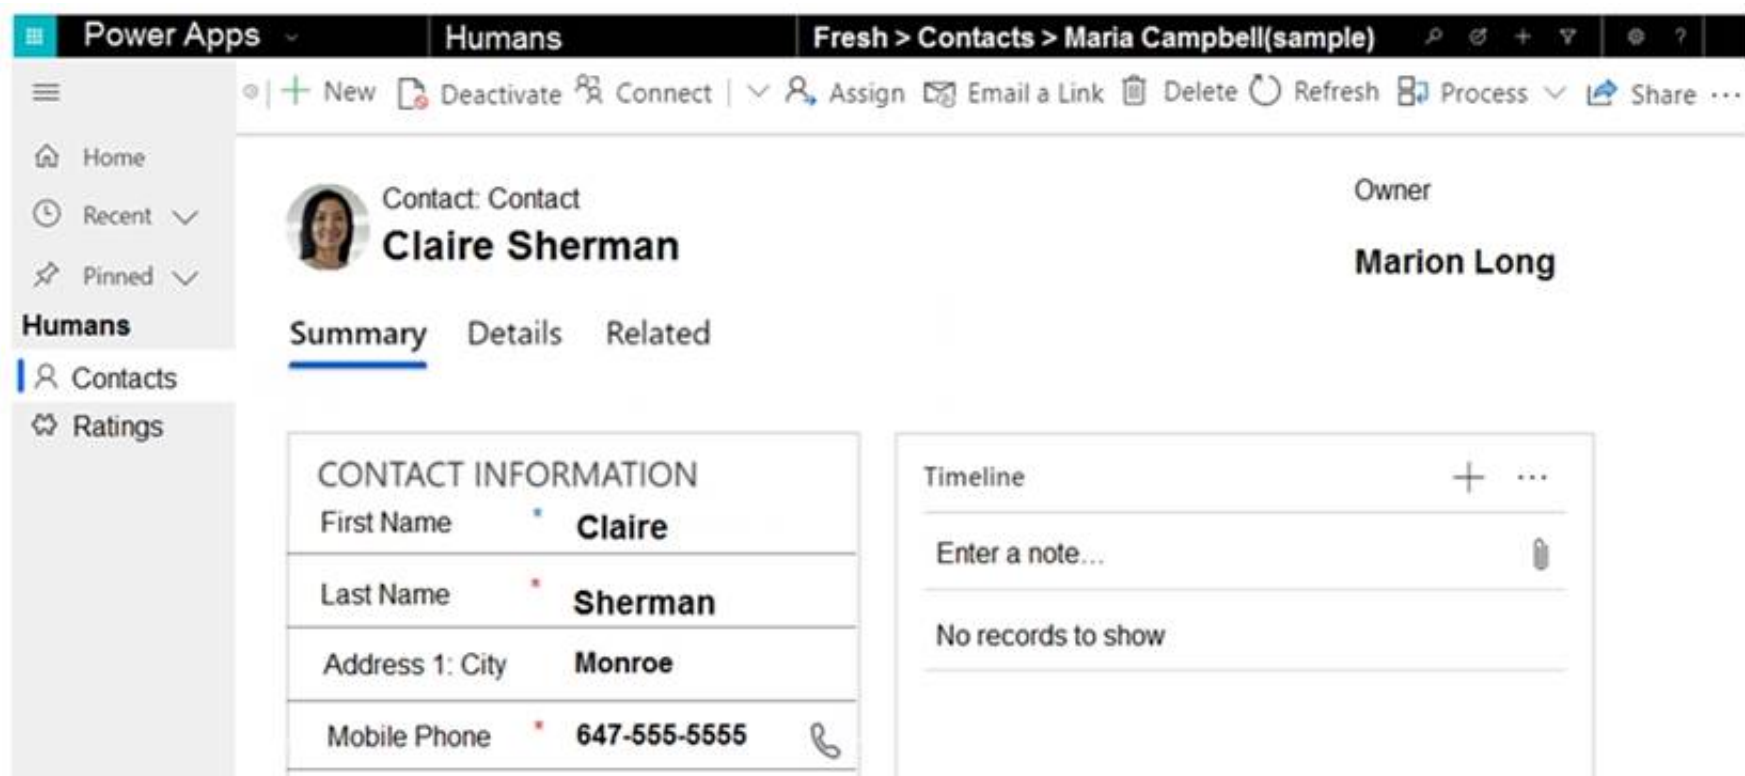 Power Apps
Humans
Fresh > Contacts > Maria Campbell(sample)
?
New
Deactivate
Connect
Assign
Email a Link
Delete
Refresh
Process
Share
Home
Recent
Pinned
Humans
Contacts
Ratings
Contact: Contact
Claire Sherman
Owner
Marion Long
Summary Details Related
CONTACT INFORMATION
First Name * Claire
Last Name * Sherman
Address 1: City Monroe
Mobile Phone * 647-555-5555
Timeline
Enter a note...
No records to show